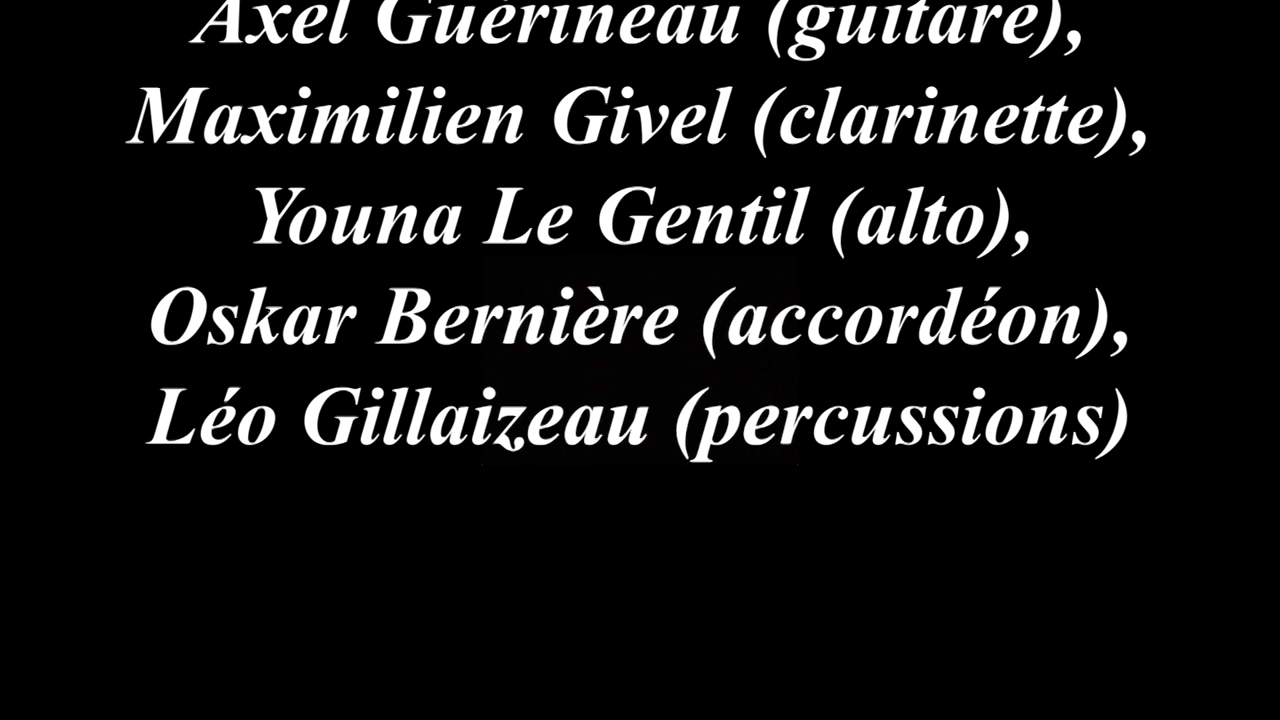 Axel Guérineau (guitare),
Maximilien Givel (clarinette),
Youna Le Gentil (alto),
Oskar Bernière (accordéon),
Léo Gillaizeau (percussions)